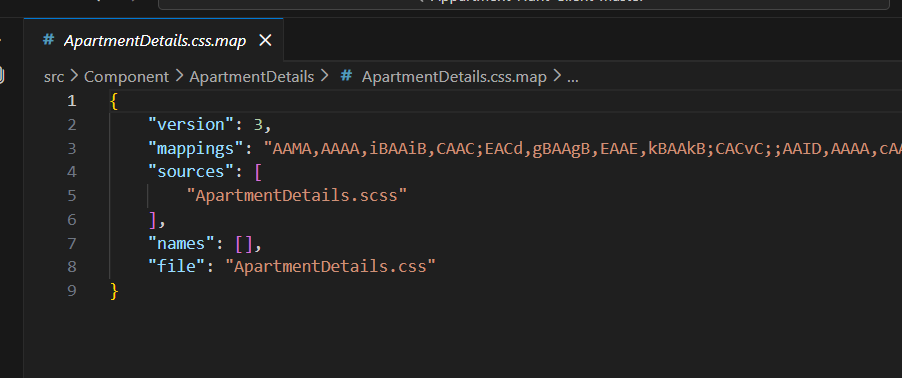 ApartmentDetails.css.map
src > Component > ApartmentDetails > # ApartmentDetails.css.map > ...
1 {
2 "version": 3,
3 "mappings": "AAMA,AAAA,iBAAiB,CAAC;EACd,gBAAgB,EAAE,kBAAkB;CACvC;;AAID,AAAA,cAA
4 "sources": [
5 "ApartmentDetails.scss"
6 ],
7 "names": [],
8 "file": "ApartmentDetails.css"
9 }